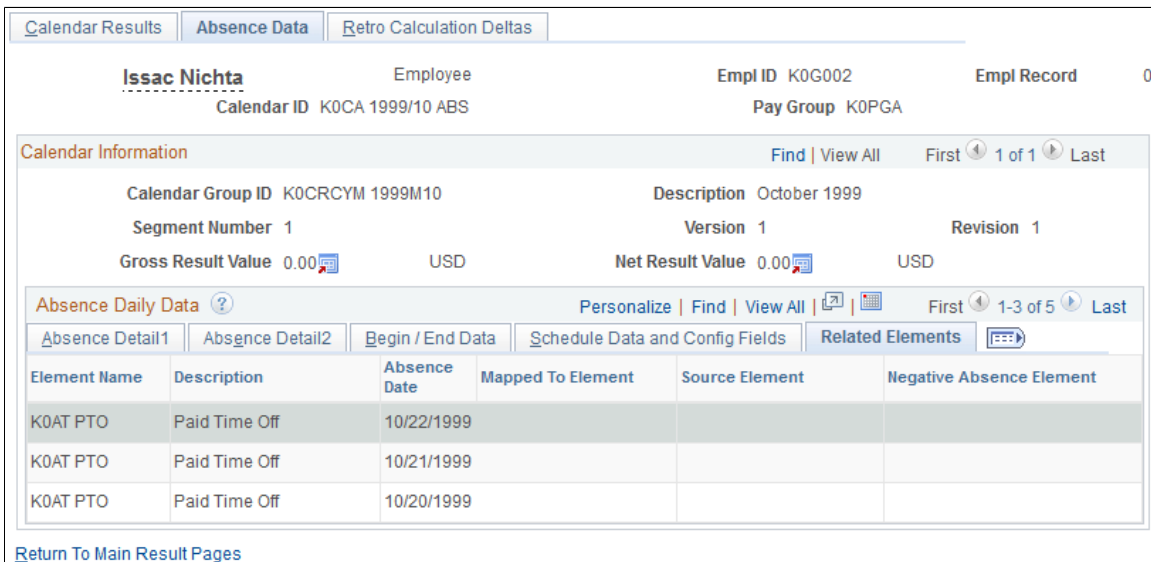 Calendar Results Absence Data Retro Calculation Deltas
Issac Nichta Employee Empl ID K0G002 Empl Record 0
Calendar ID K0CA 1999/10 ABS Pay Group K0PGA
Calendar Information Find | View All First 1 of 1 Last
Calendar Group ID K0CRCYM 1999M10 Description October 1999
Segment Number 1 Version 1 Revision 1
Gross Result Value 0.00 USD Net Result Value 0.00 USD
Absence Daily Data ? Personalize | Find | View All | | First 1-3 of 5 Last
Absence Detail1 Absence Detail2 Begin / End Data Schedule Data and Config Fields Related Elements
Element Name Description Absence Date Mapped To Element Source Element Negative Absence Element
K0AT PTO Paid Time Off 10/22/1999
K0AT PTO Paid Time Off 10/21/1999
K0AT PTO Paid Time Off 10/20/1999
Return To Main Result Pages